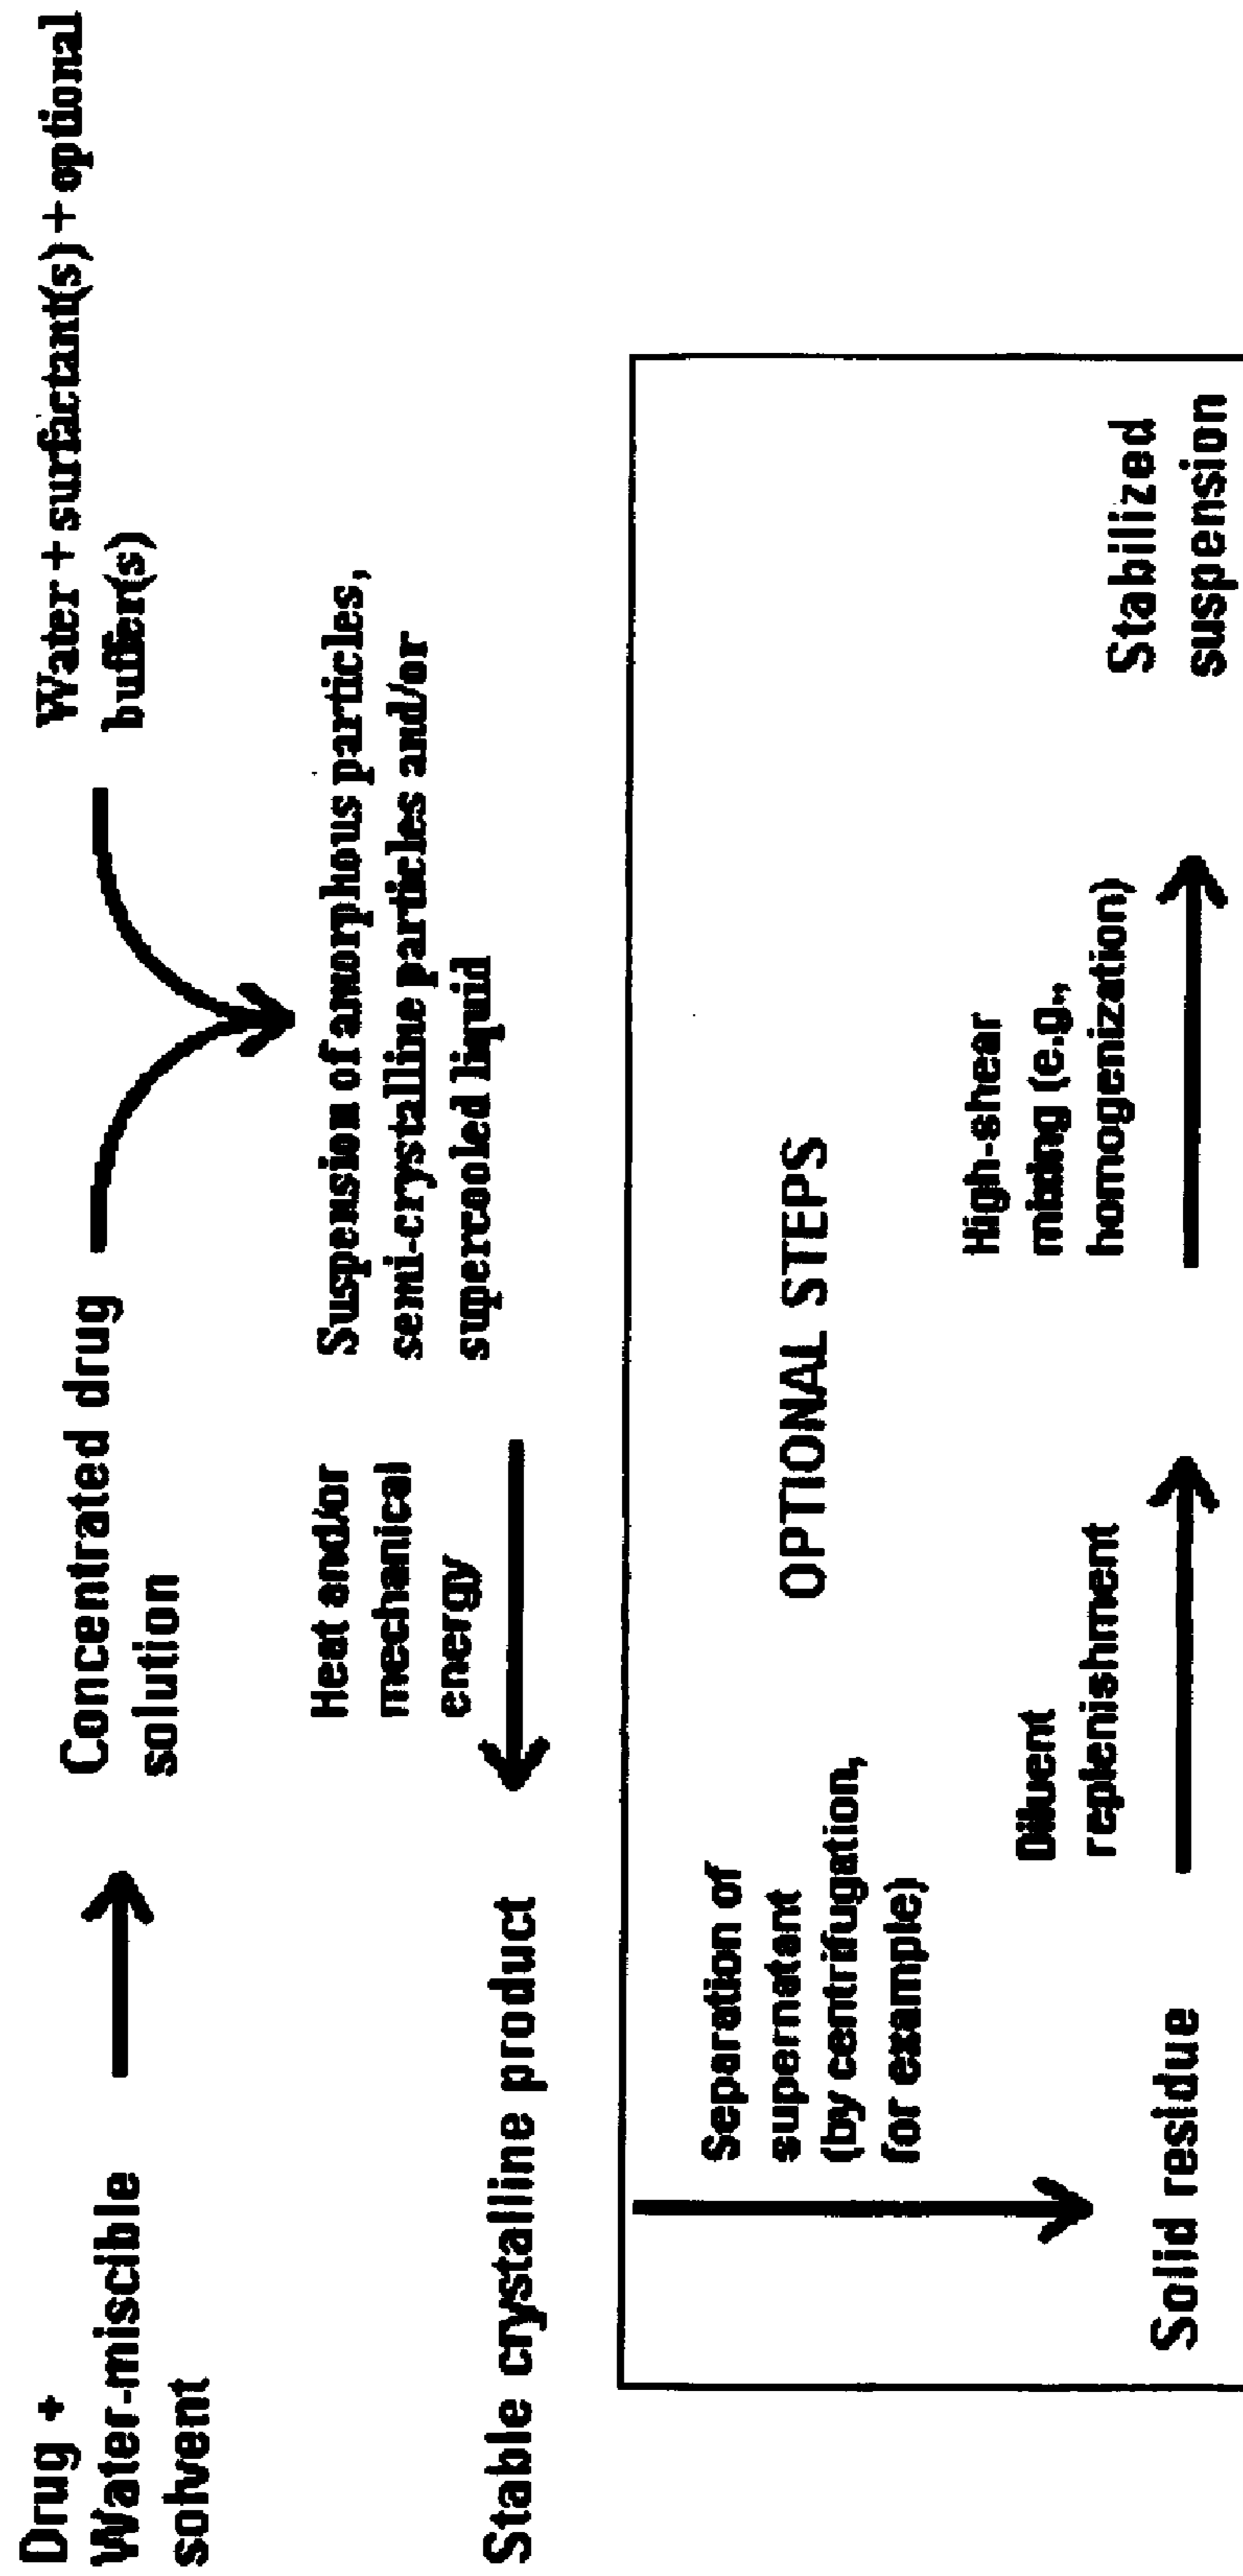 Drug +
Water-miscible
solvent
Concentrated drug
solution
Water + surfactant(s) + optional
buffer(s)
Suspension of amorphous particles,
semi-crystalline particles and/or
supercooled liquid
Heat and/or
mechanical
energy
Stable crystalline product
OPTIONAL STEPS
Separation of
supernatant
(by centrifugation,
for example)
Solid residue
Diluent
replenishment
High-shear
mixing (e.g.,
homogenization)
Stabilized
suspension